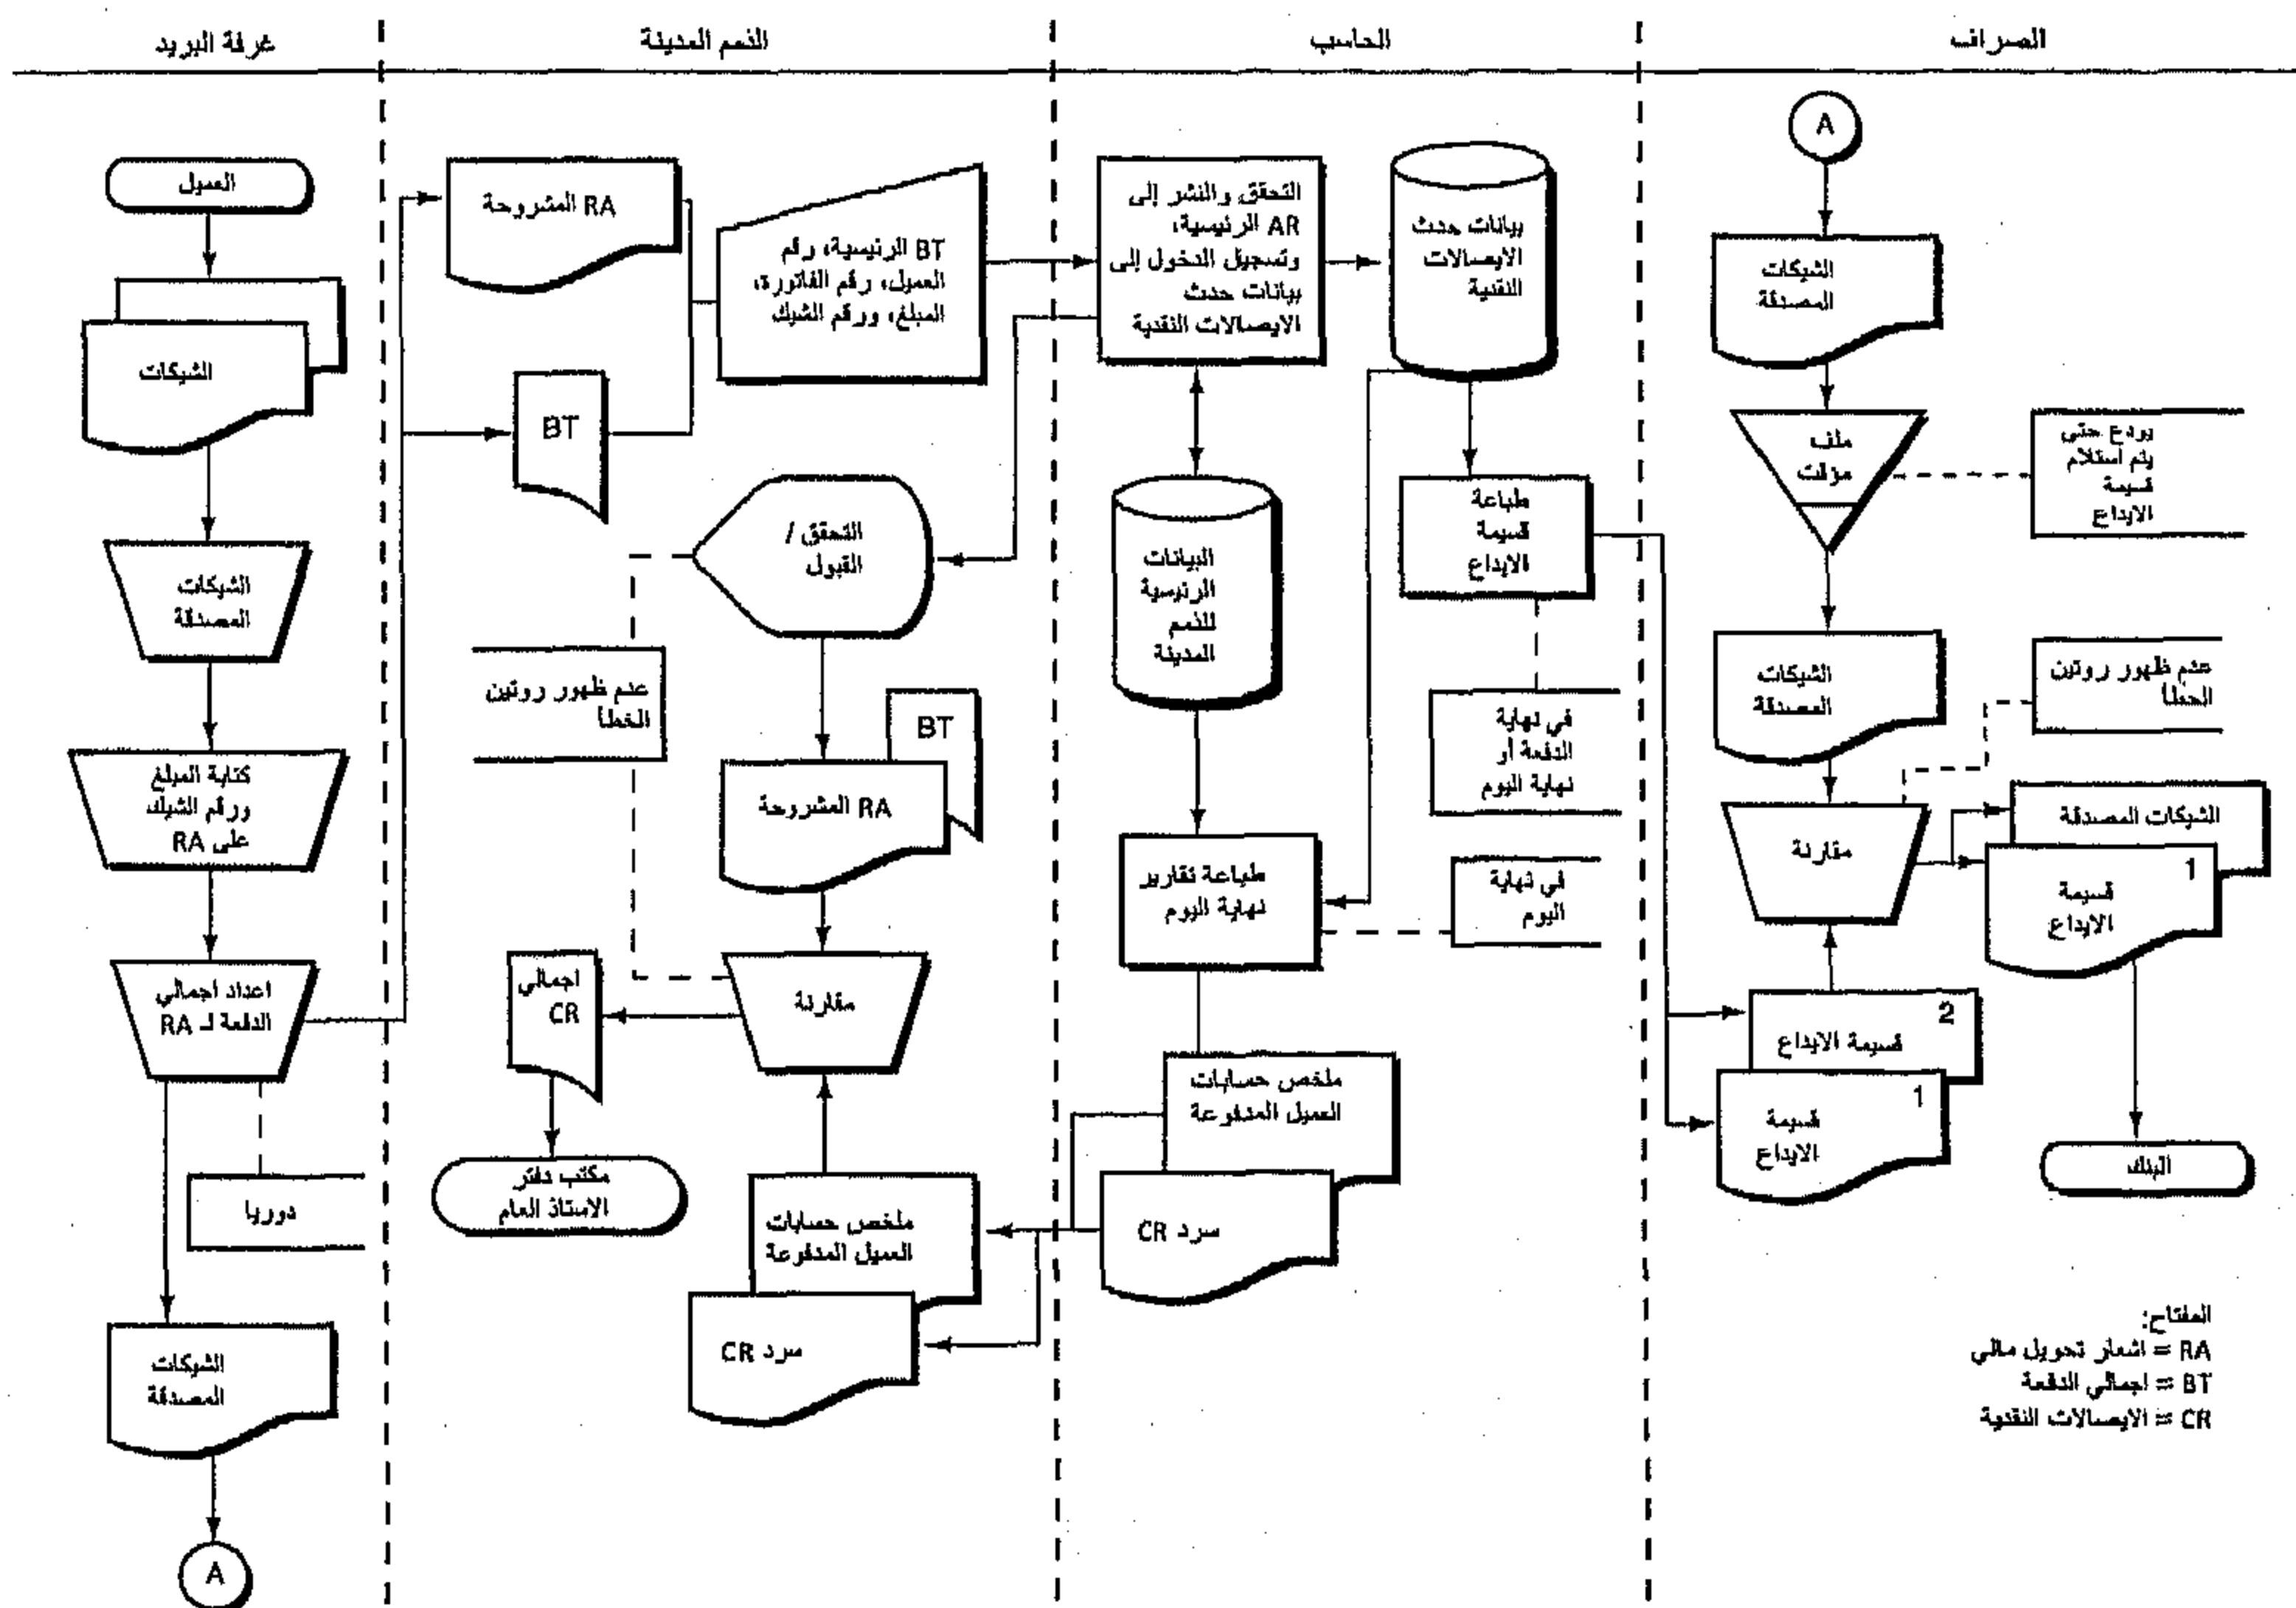 غرفة البريد
الذمم المدينة
الحاسب
الصراف
العميل
الشيكات
الشيكات
المصدقة
كتابة المبلغ
ورقم الشيك
على RA
اعداد اجمالي
الدفعة لـ RA
دوريا
الشيكات
المصدقة
A
RA المشروحة
BT
BT الرئيسية، رقم
العميل، رقم الفاتورة،
المبلغ، ورقم الشيك
التحقق /
القبول
عدم ظهور روتين
الخطأ
BT
RA المشروحة
مقارنة
اجمالي
CR
مكتب دفتر
الاستاذ العام
ملخص حسابات
العميل المدفوعة
سرد CR
التحقق والنشر إلى
AR الرئيسية،
وتسجيل الدخول إلى
بيانات حدث
الايصالات النقدية
بيانات حدث
الايصالات
النقدية
البيانات
الرئيسية
للذمم
المدينة
طباعة
قسيمة
الايداع
في نهاية
الدفعة أو
نهاية اليوم
طباعة تقارير
نهاية اليوم
في نهاية
اليوم
ملخص حسابات
العميل المدفوعة
سرد CR
A
الشيكات
المصدقة
ملف
مؤقت
يودع حتى
يتم استلام
قسيمة
الايداع
الشيكات
المصدقة
عدم ظهور روتين
الخطأ
مقارنة
الشيكات المصدقة
1
قسيمة
الايداع
2
قسيمة الايداع
1
قسيمة
الايداع
البنك
المفتاح:
RA = اشعار تحويل مالي
BT = اجمالي الدفعة
CR = الايصالات النقدية